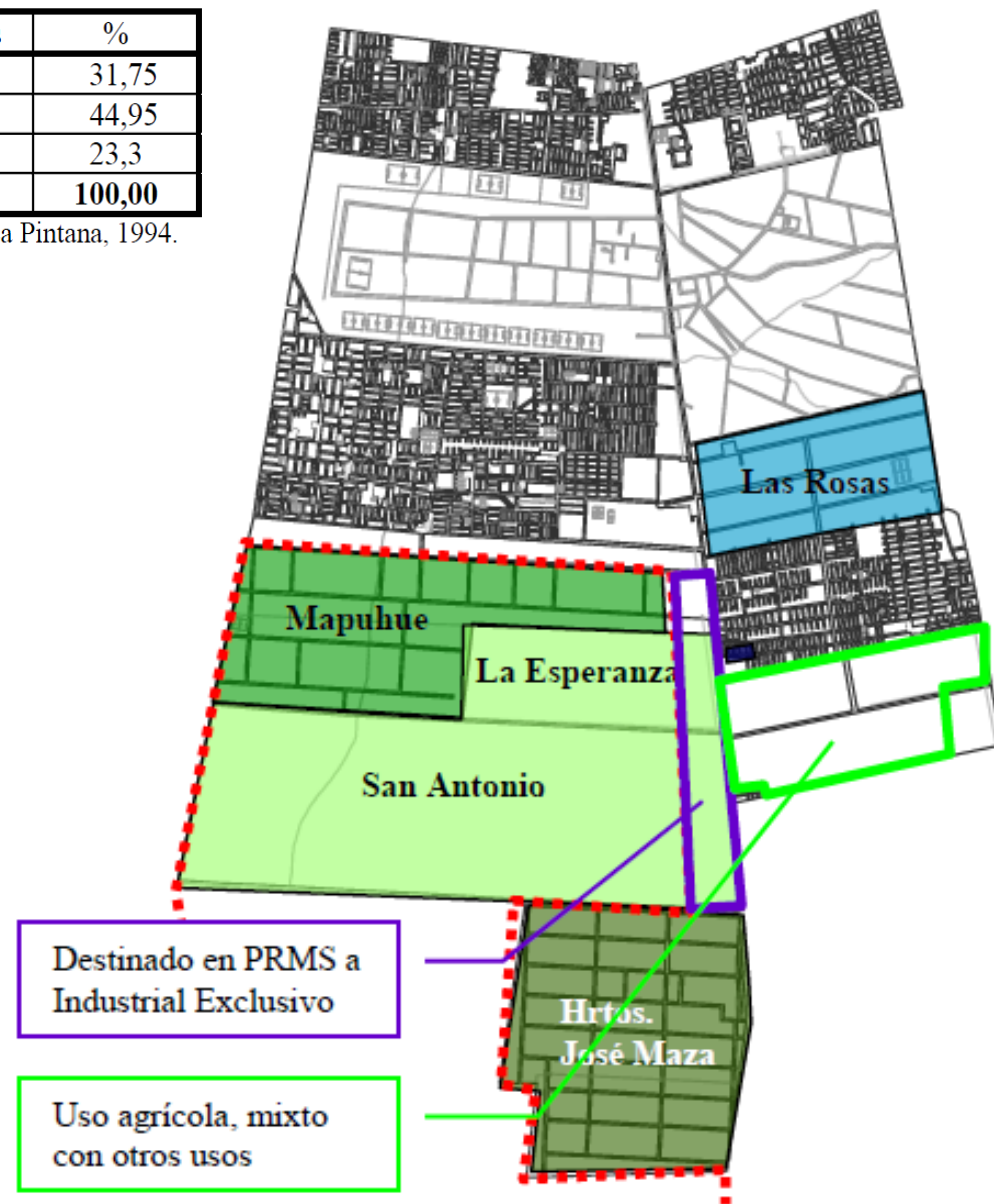 %
31,75
44,95
23,3
100,00
a Pintana, 1994.
Las Rosas
Mapuhue
La Esperanza
San Antonio
Destinado en PRMS a
Industrial Exclusivo
Hrtos.
José Maza
Uso agrícola, mixto
con otros usos